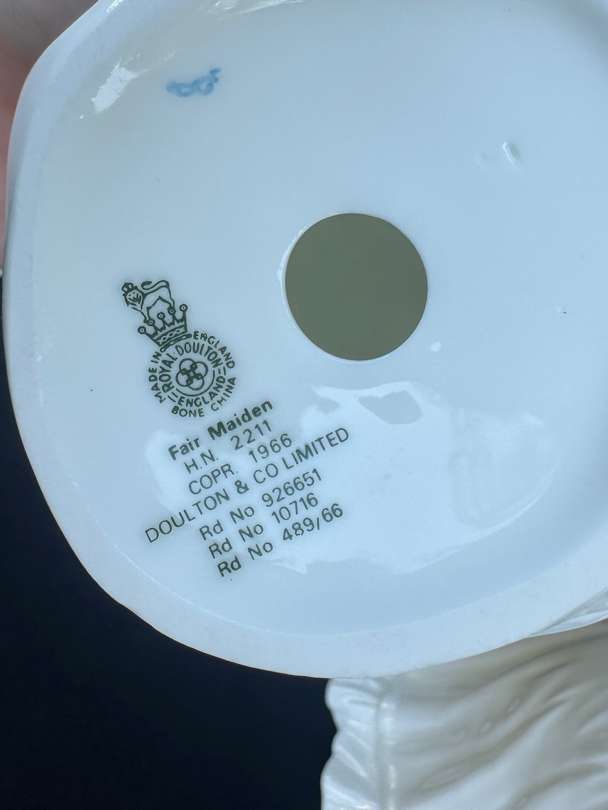 MADE IN ENGLAND
ROYAL DOULTON
ENGLAND
BONE CHINA
Fair Maiden
H.N. 2211
COPR. 1966
DOULTON & CO LIMITED
Rd No 926651
Rd No 10716
Rd No 489/66